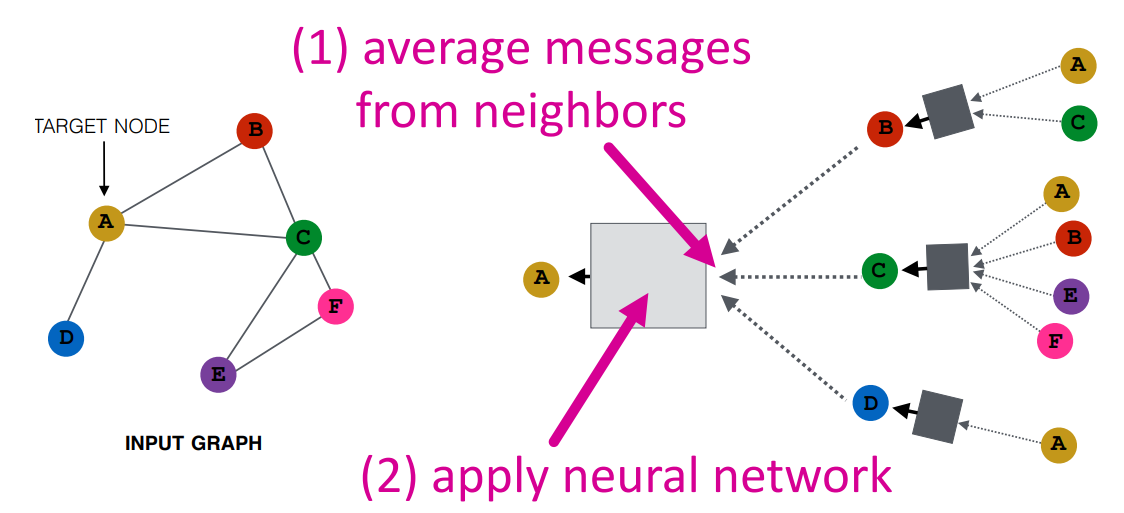 (1) average messages
from neighbors
TARGET NODE
B
A
C
F
D
E
INPUT GRAPH
A
B
A
C
C
A
B
E
F
D
A
(2) apply neural network